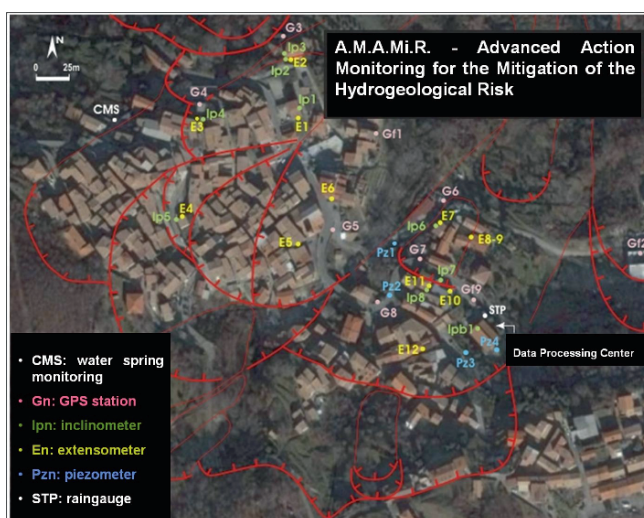 A.M.A.Mi.R. - Advanced Action
Monitoring for the Mitigation of the
Hydrogeological Risk
N
25m
G3
Ip3
E2
Ip2
G4
Ip1
CMS
E3
Ip4
E1
Gf1
E6
G6
E4
Ip5
G5
Ip6
E7
E8-9
E5
Pz1
G7
Gf2
Ip7
E11
Pz2
Ip8
E10
Gf9
G8
STP
Ipb1
E12
Pz3
Pz4
Data Processing Center
• CMS: water spring
monitoring
• Gn: GPS station
• Ipn: inclinometer
• En: extensometer
• Pzn: piezometer
• STP: raingauge